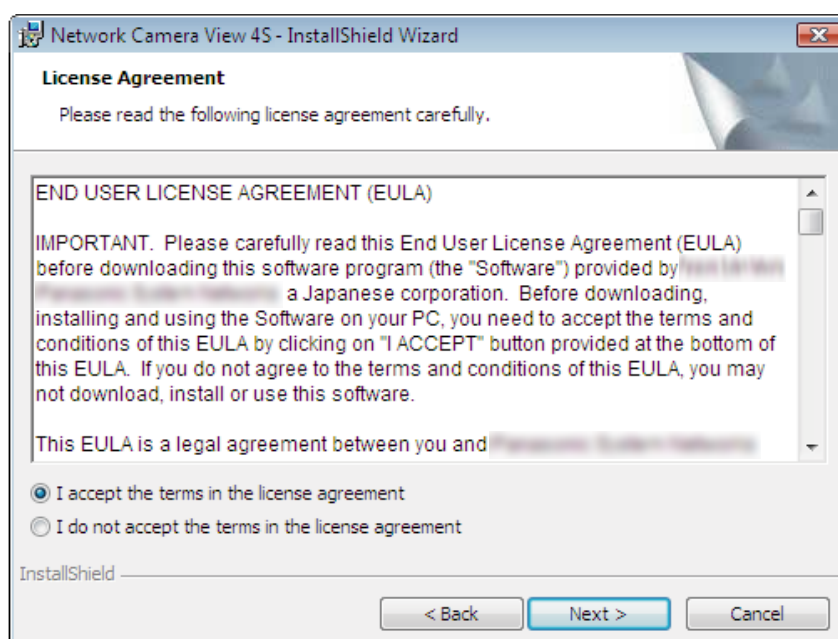 Network Camera View 4S - InstallShield Wizard
License Agreement
Please read the following license agreement carefully.
END USER LICENSE AGREEMENT (EULA)
IMPORTANT.  Please carefully read this End User License Agreement (EULA)
before downloading this software program (the "Software") provided by
a Japanese corporation.  Before downloading,
installing and using the Software on your PC, you need to accept the terms and
conditions of this EULA by clicking on "I ACCEPT" button provided at the bottom of
this EULA.  If you do not agree to the terms and conditions of this EULA, you may
not download, install or use this software.
This EULA is a legal agreement between you and
I accept the terms in the license agreement
I do not accept the terms in the license agreement
InstallShield
< Back
Next >
Cancel